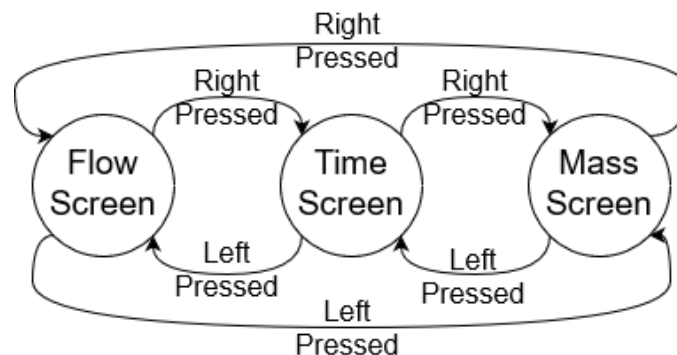 Right
Pressed
Right
Pressed
Right
Pressed
Flow
Screen
Time
Screen
Mass
Screen
Left
Pressed
Left
Pressed
Left
Pressed